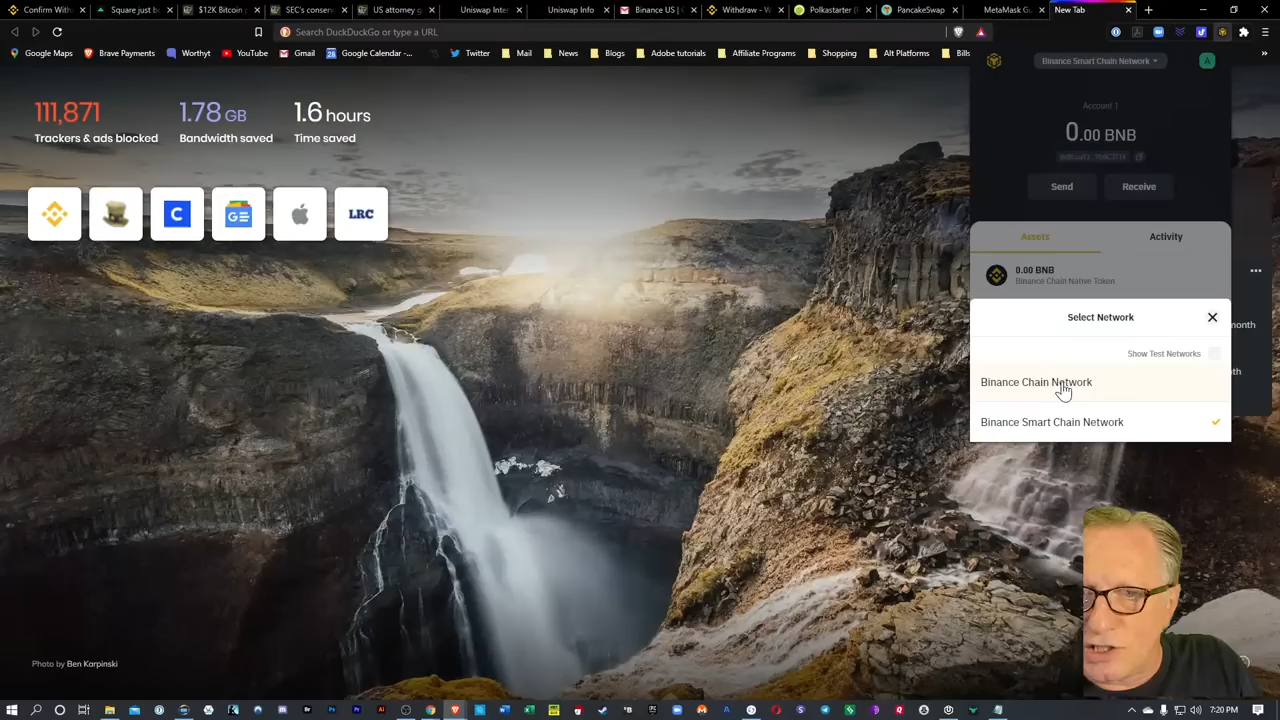 Confirm With
Square just b
$12K Bitcoin p
SEC's conserv
US attorney g
Uniswap Inter
Uniswap Info
Binance US | C
Withdraw - W
Polkastarter (
PancakeSwap
MetaMask Gu
New Tab
Search DuckDuckGo or type a URL
Google Maps
Brave Payments
Worthyt
YouTube
Gmail
Google Calendar -...
Twitter
Mail
News
Blogs
Adobe tutorials
Affiliate Programs
Shopping
Alt Platforms
Bills
Binance Smart Chain Network
A
111,871
1.78 GB
1.6 hours
Trackers & ads blocked
Bandwidth saved
Time saved
Account 1
0.00 BNB
Send
Receive
C
GE
LRC
Assets
Activity
0.00 BNB
Binance Chain Native Token
Select Network
month
Show Test Networks
th
Binance Chain Network
Binance Smart Chain Network
Photo by Ben Karpinski
7:20 PM